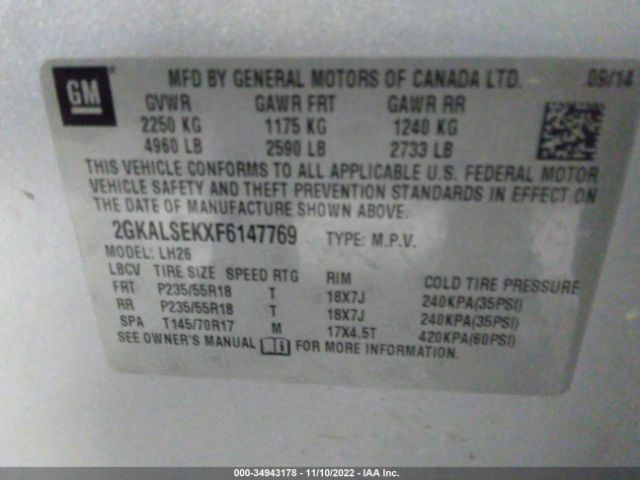 GM
MFD BY GENERAL MOTORS OF CANADA LTD. 09/14
GVWR GAWR FRT GAWR RR
2250 KG 1175 KG 1240 KG
4960 LB 2590 LB 2733 LB
THIS VEHICLE CONFORMS TO ALL APPLICABLE U.S. FEDERAL MOTOR
VEHICLE SAFETY AND THEFT PREVENTION STANDARDS IN EFFECT ON
THE DATE OF MANUFACTURE SHOWN ABOVE.
2GKALSEKXF6147769 TYPE: M.P.V.
MODEL: LH26
LBCV TIRE SIZE SPEED RTG RIM COLD TIRE PRESSURE
FRT P235/55R18 T 18X7J 240KPA(35PSI)
RR P235/55R18 T 18X7J 240KPA(35PSI)
SPA T145/70R17 M 17X4.5T 420KPA(60PSI)
SEE OWNER'S MANUAL FOR MORE INFORMATION.
000-34943178 - 11/10/2022 - IAA Inc.